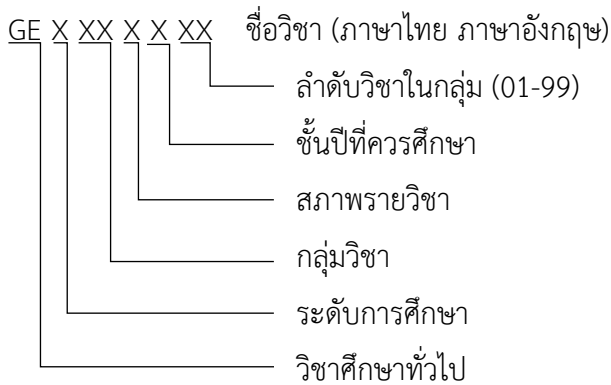 GE X XX X X XX ชื่อวิชา (ภาษาไทย ภาษาอังกฤษ)
ลำดับวิชาในกลุ่ม (01-99)
ชั้นปีที่ควรศึกษา
สภาพรายวิชา
กลุ่มวิชา
ระดับการศึกษา
วิชาศึกษาทั่วไป